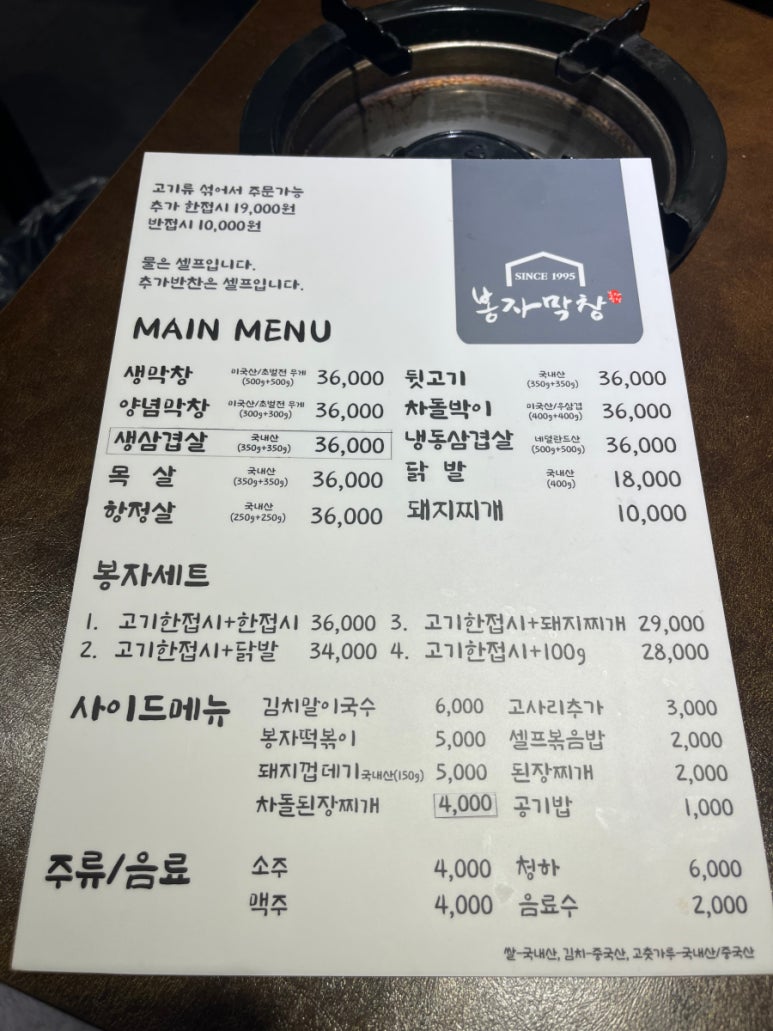 고기류 섞어서 주문가능
추가 한접시 19,000원
반접시 10,000원
물은 셀프입니다.
추가반찬은 셀프입니다.
SINCE 1995
봉자막창
MAIN MENU
생막창 미국산/초벌전 무게 (500g+500g) 36,000 뒷고기 국내산 (350g+350g) 36,000
양념막창 미국산/초벌전 무게 (300g+300g) 36,000 차돌박이 미국산/우삼겹 (400g+400g) 36,000
생삼겹살 국내산 (350g+350g) 36,000 냉동삼겹살 네덜란드산 (500g+500g) 36,000
목 살 국내산 (350g+350g) 36,000 닭 발 국내산 (400g) 18,000
항정살 국내산 (250g+250g) 36,000 돼지찌개 10,000
봉자세트
1. 고기한접시+한접시 36,000 3. 고기한접시+돼지찌개 29,000
2. 고기한접시+닭발 34,000 4. 고기한접시+100g 28,000
사이드메뉴 김치말이국수 6,000 고사리추가 3,000
봉자떡볶이 5,000 셀프볶음밥 2,000
돼지껍데기 국내산(150g) 5,000 된장찌개 2,000
차돌된장찌개 4,000 공기밥 1,000
주류/음료 소주 4,000 청하 6,000
맥주 4,000 음료수 2,000
쌀-국내산, 김치-중국산, 고춧가루-국내산/중국산